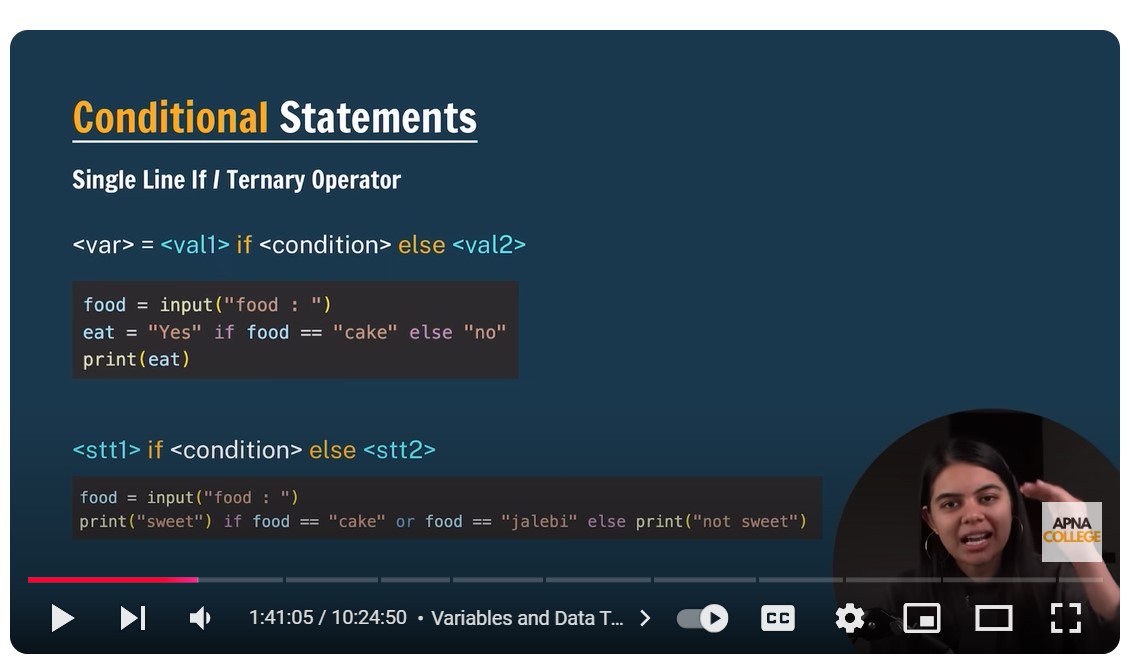 Conditional Statements
Single Line If / Ternary Operator
<var> = <val1> if <condition> else <val2>
food = input("food : ")
eat = "Yes" if food == "cake" else "no"
print(eat)
<stt1> if <condition> else <stt2>
food = input("food : ")
print("sweet") if food == "cake" or food == "jalebi" else print("not sweet")
APNA
COLLEGE
1:41:05 / 10:24:50 • Variables and Data T...
CC